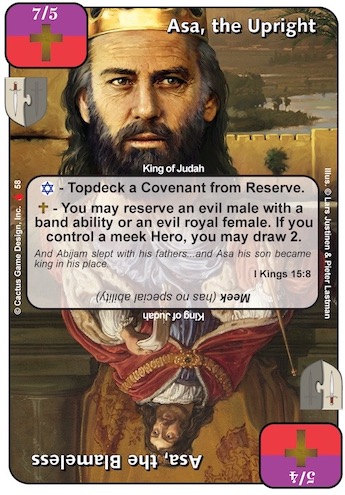 7/5
Asa, the Upright
King of Judah
✡ - Topdeck a Covenant from Reserve.
✝ - You may reserve an evil male with a
band ability or an evil royal female. If you
control a meek Hero, you may draw 2.
And Abijam slept with his fathers...and Asa his son became
king in his place.
I Kings 15:8
Meek (has no special ability)
King of Judah
Asa, the Blameless
5/4
© Cactus Game Design, Inc. 58
Illus. © Lars Justinen & Pieter Lastman